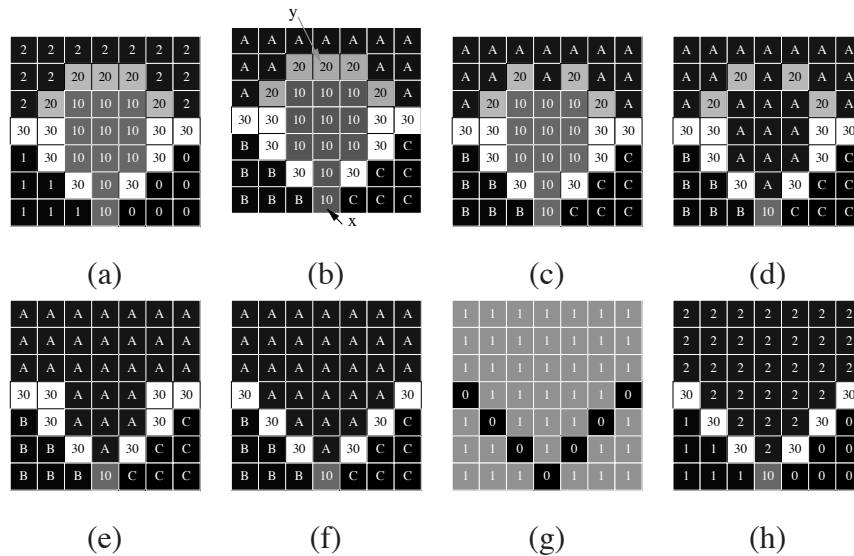 2 2 2 2 2 2 2
2 2 20 20 20 2 2
2 20 10 10 10 20 2
30 30 10 10 10 30 30
1 30 10 10 10 30 0
1 1 30 10 30 0 0
1 1 1 10 0 0 0
(a)
y
A A A A A A A
A A 20 20 20 A A
A 20 10 10 10 20 A
30 30 10 10 10 30 30
B 30 10 10 10 30 C
B B 30 10 30 C C
B B B 10 C C C
x
(b)
A A A A A A A
A A 20 A 20 A A
A 20 10 10 10 20 A
30 30 10 10 10 30 30
B 30 10 10 10 30 C
B B 30 10 30 C C
B B B 10 C C C
(c)
A A A A A A A
A A 20 A 20 A A
A 20 A A A 20 A
30 30 A A A 30 30
B 30 A A A 30 C
B B 30 A 30 C C
B B B 10 C C C
(d)
A A A A A A A
A A A A A A A
A A A A A A A
30 30 A A A 30 30
B 30 A A A 30 C
B B 30 A 30 C C
B B B 10 C C C
(e)
A A A A A A A
A A A A A A A
A A A A A A A
30 A A A A A 30
B 30 A A A 30 C
B B 30 A 30 C C
B B B 10 C C C
(f)
1 1 1 1 1 1 1
1 1 1 1 1 1 1
1 1 1 1 1 1 1
0 1 1 1 1 1 0
1 0 1 1 1 0 1
1 1 0 1 0 1 1
1 1 1 0 1 1 1
(g)
2 2 2 2 2 2 2
2 2 2 2 2 2 2
2 2 2 2 2 2 2
30 2 2 2 2 2 30
1 30 2 2 2 30 0
1 1 30 2 30 0 0
1 1 1 10 0 0 0
(h)